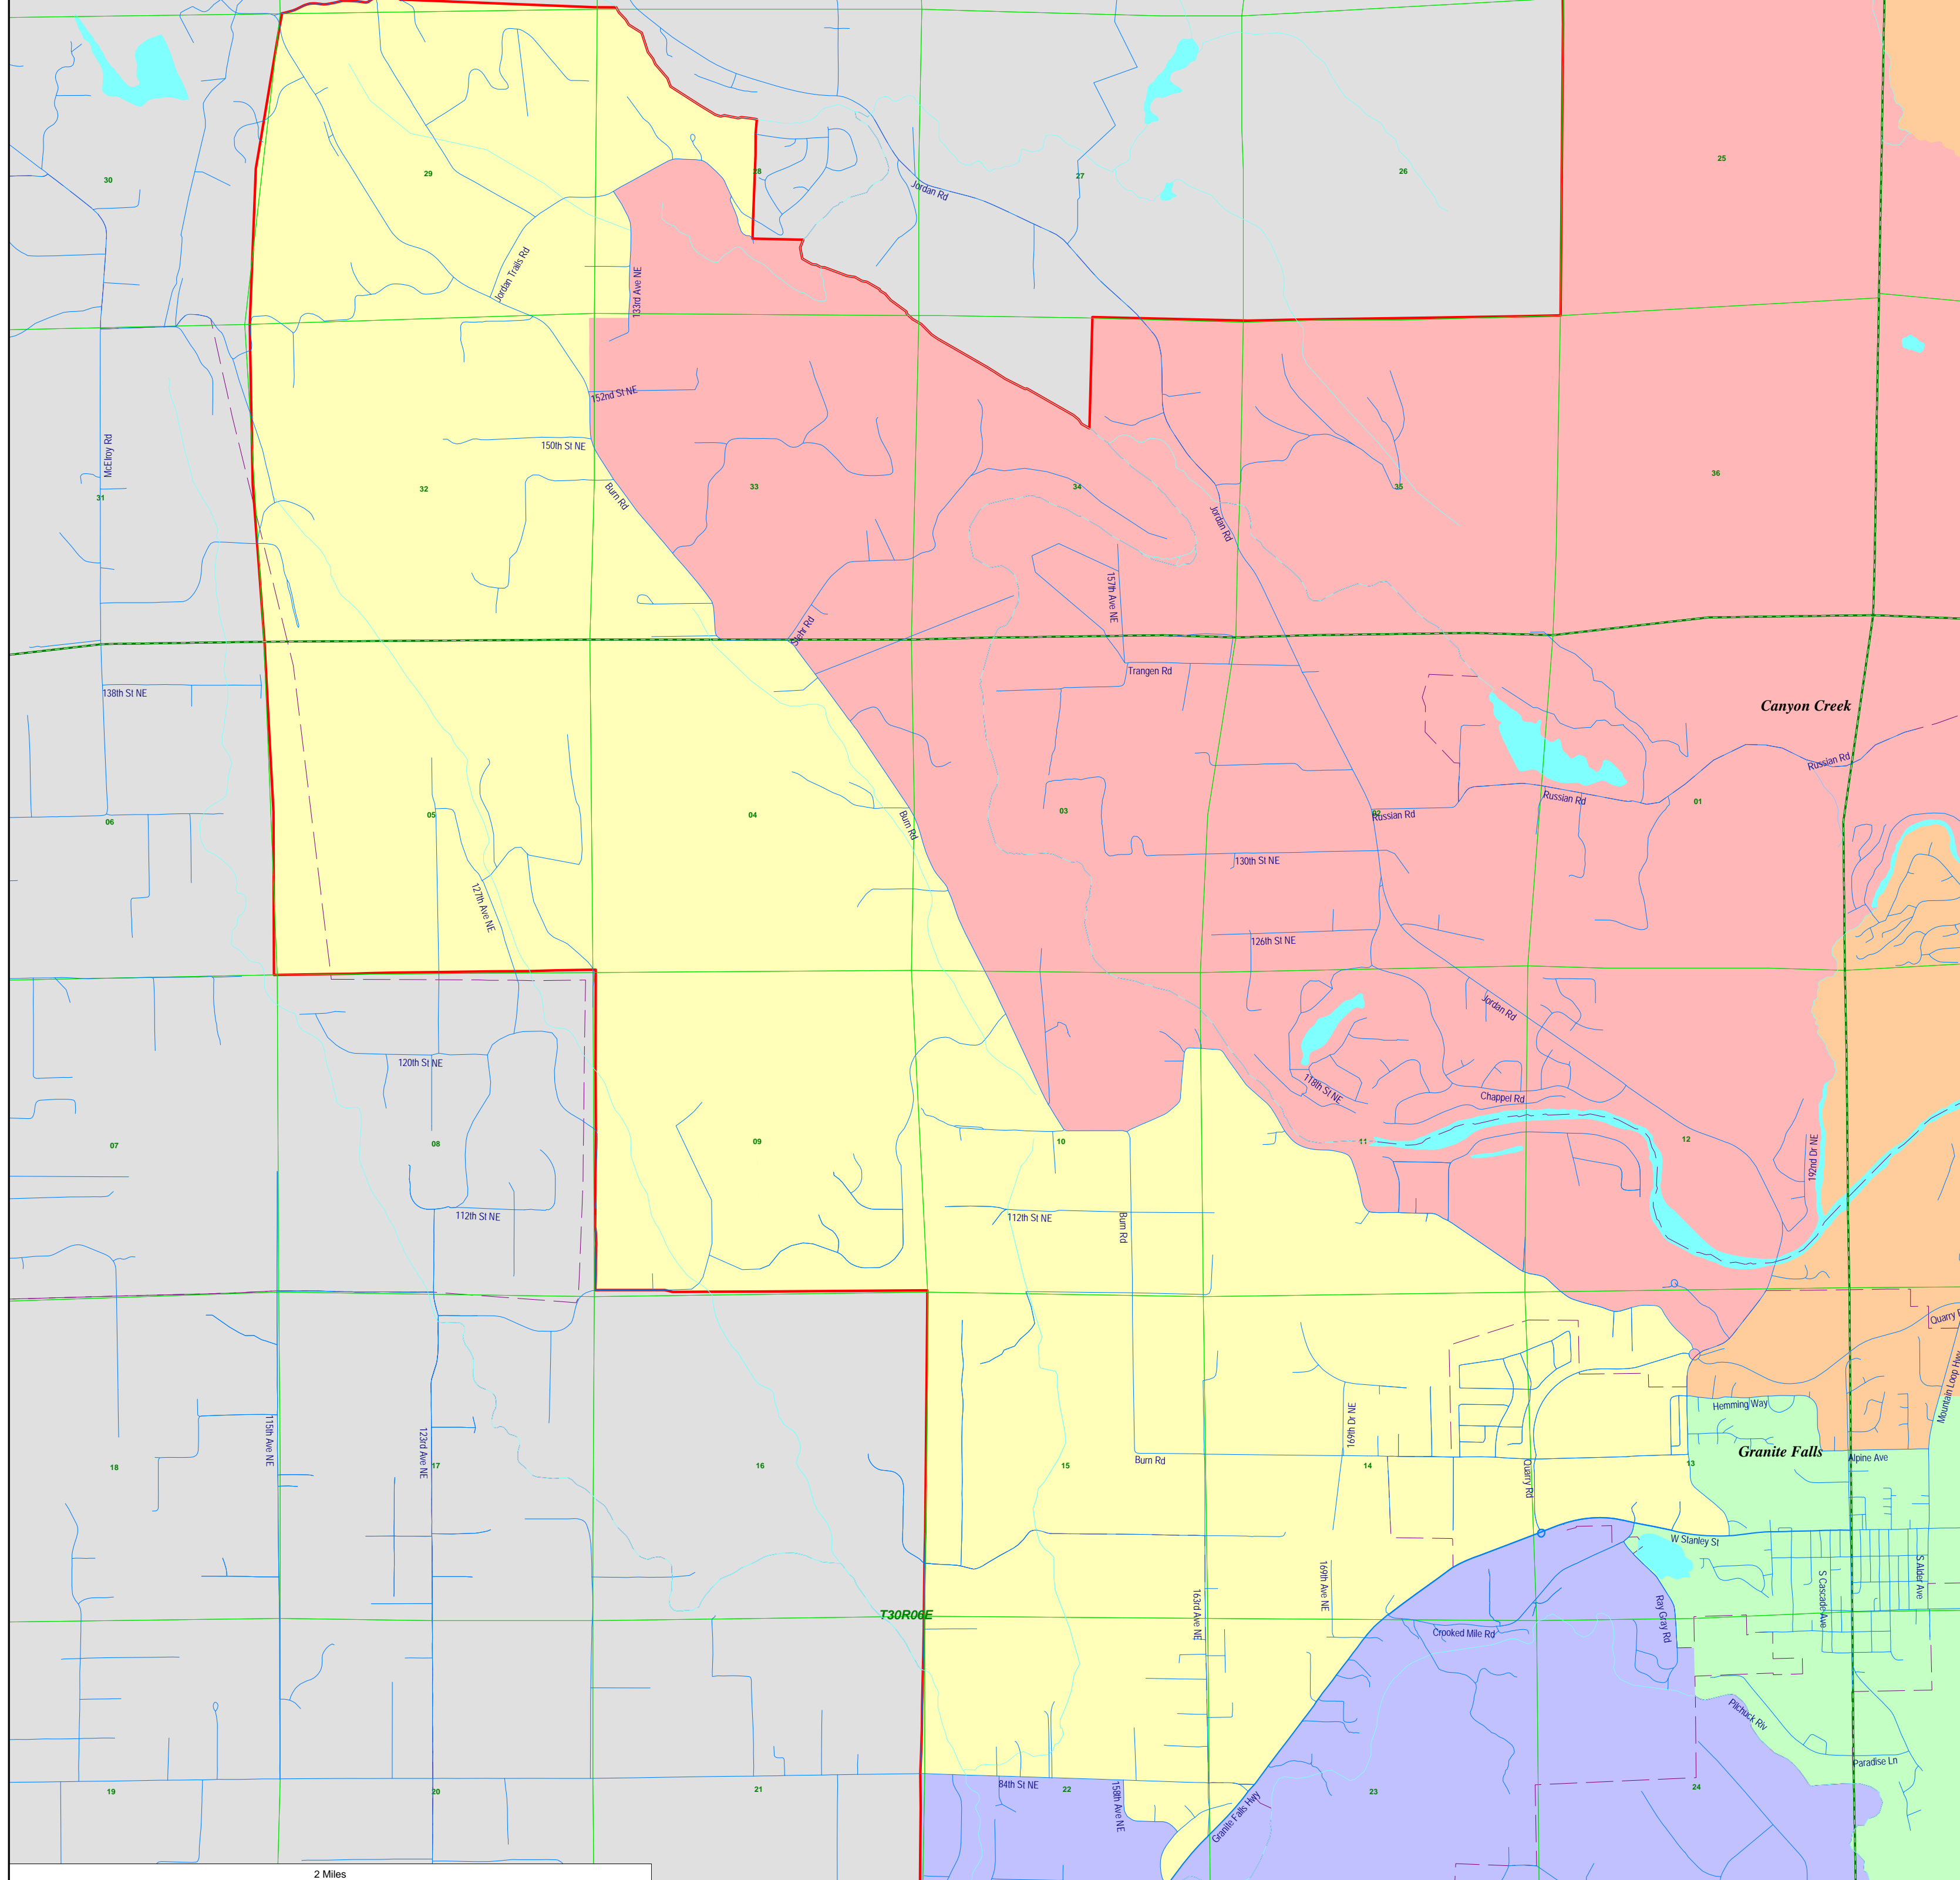 25
26
28
29
27
30
Jordan Rd
Jordan Trails Rd
133rd Ave NE
152nd St NE
150th St NE
McElroy Rd
31
32
33
34
35
36
Burn Rd
Jordan Rd
157th Ave NE
Stehr Rd
Trangen Rd
138th St NE
Canyon Creek
Russian Rd
Russian Rd
Russian Rd
06
05
04
03
02
01
Burn Rd
130th St NE
127th Ave NE
126th St NE
Jordan Rd
120th St NE
118th St NE
Chappel Rd
07
08
09
10
11
12
192nd Dr NE
112th St NE
112th St NE
Burn Rd
Quarry
Mountain Loop Hwy
Hemming Way
169th Dr NE
115th Ave NE
123rd Ave NE
Granite Falls
Burn Rd
Alpine Ave
18
17
16
15
14
13
Quarry Rd
W Stanley St
169th Ave NE
163rd Ave NE
S Cascade Ave
S Alder Ave
T30R06E
Ray Gray Rd
Crooked Mile Rd
Pilchuck Riv
Paradise Ln
84th St NE
158th Ave NE
Granite Falls Hwy
19
20
21
22
23
24
2 Miles